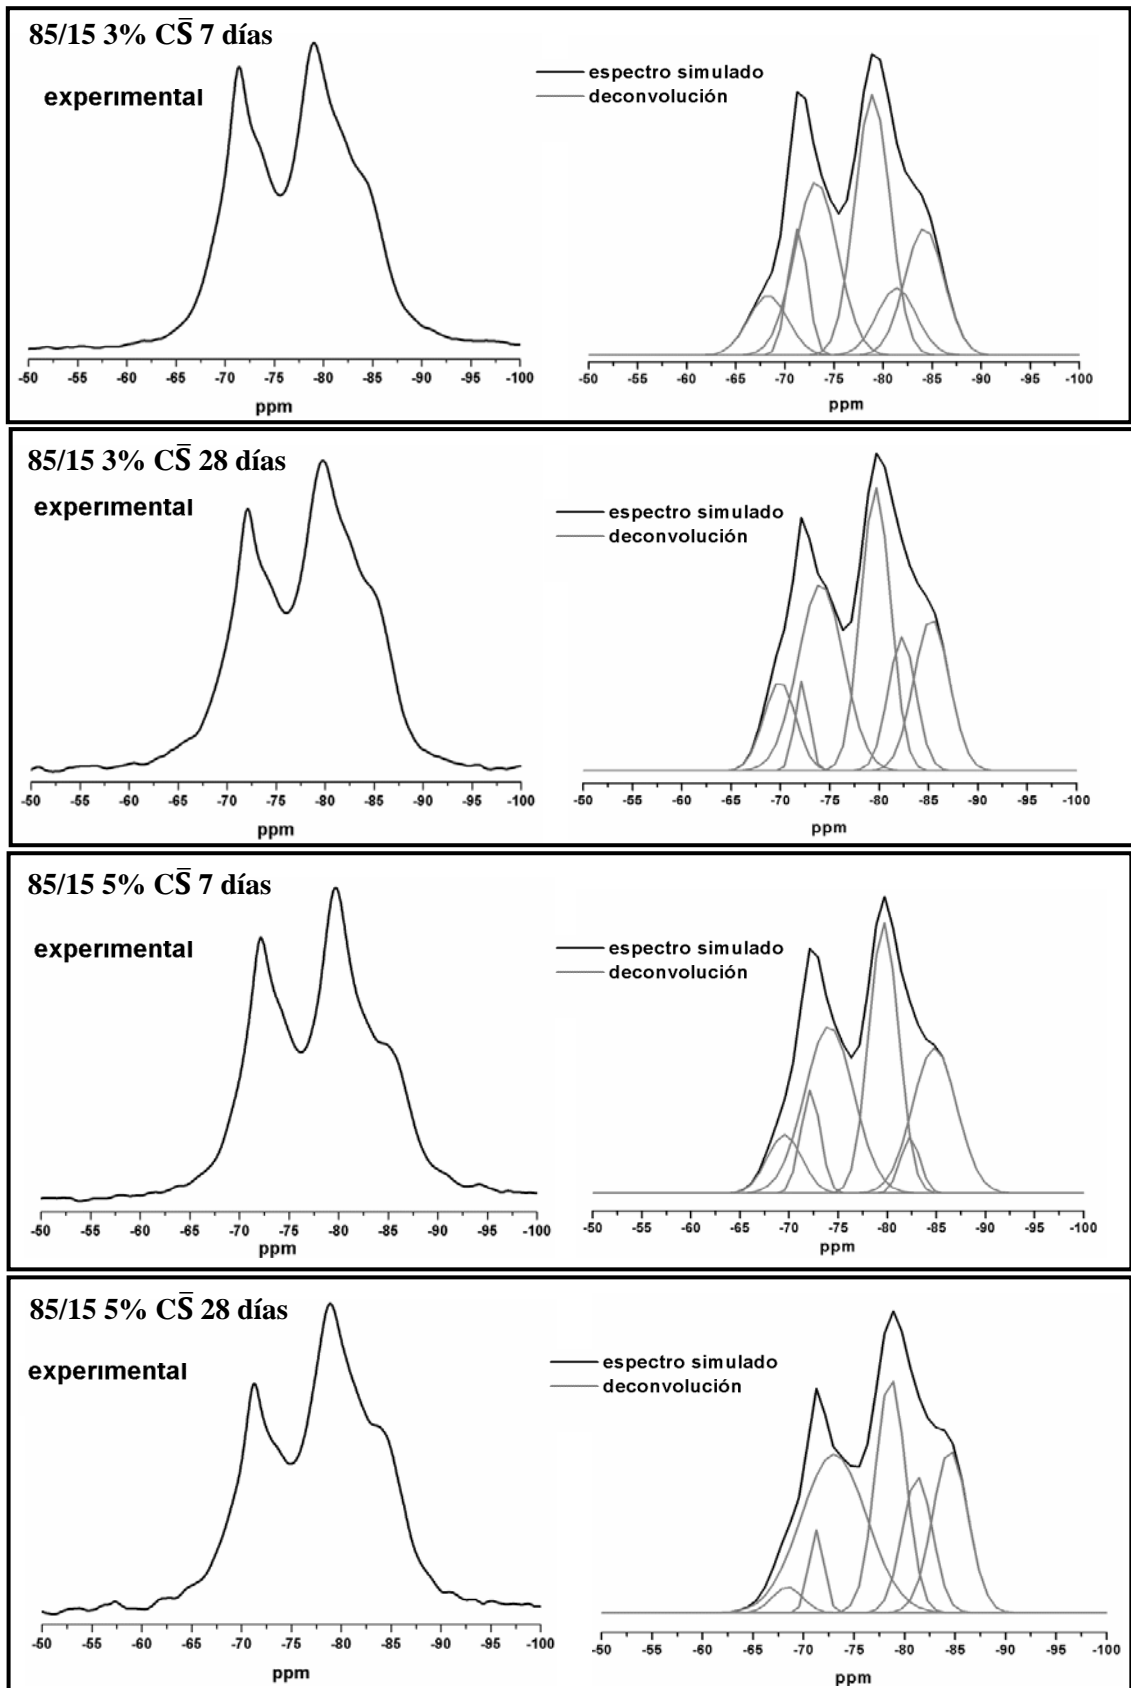 85/15 3% CS̅ 7 días
experimental
espectro simulado
deconvolución
-50 -55 -60 -65 -70 -75 -80 -85 -90 -95 -100
ppm
-50 -55 -60 -65 -70 -75 -80 -85 -90 -95 -100
ppm
85/15 3% CS̅ 28 días
experimental
espectro simulado
deconvolución
-50 -55 -60 -65 -70 -75 -80 -85 -90 -95 -100
ppm
-50 -55 -60 -65 -70 -75 -80 -85 -90 -95 -100
ppm
85/15 5% CS̅ 7 días
experimental
espectro simulado
deconvolución
-50 -55 -60 -65 -70 -75 -80 -85 -90 -95 -100
ppm
-50 -55 -60 -65 -70 -75 -80 -85 -90 -95 -100
ppm
85/15 5% CS̅ 28 días
experimental
espectro simulado
deconvolución
-50 -55 -60 -65 -70 -75 -80 -85 -90 -95 -100
ppm
-50 -55 -60 -65 -70 -75 -80 -85 -90 -95 -100
ppm